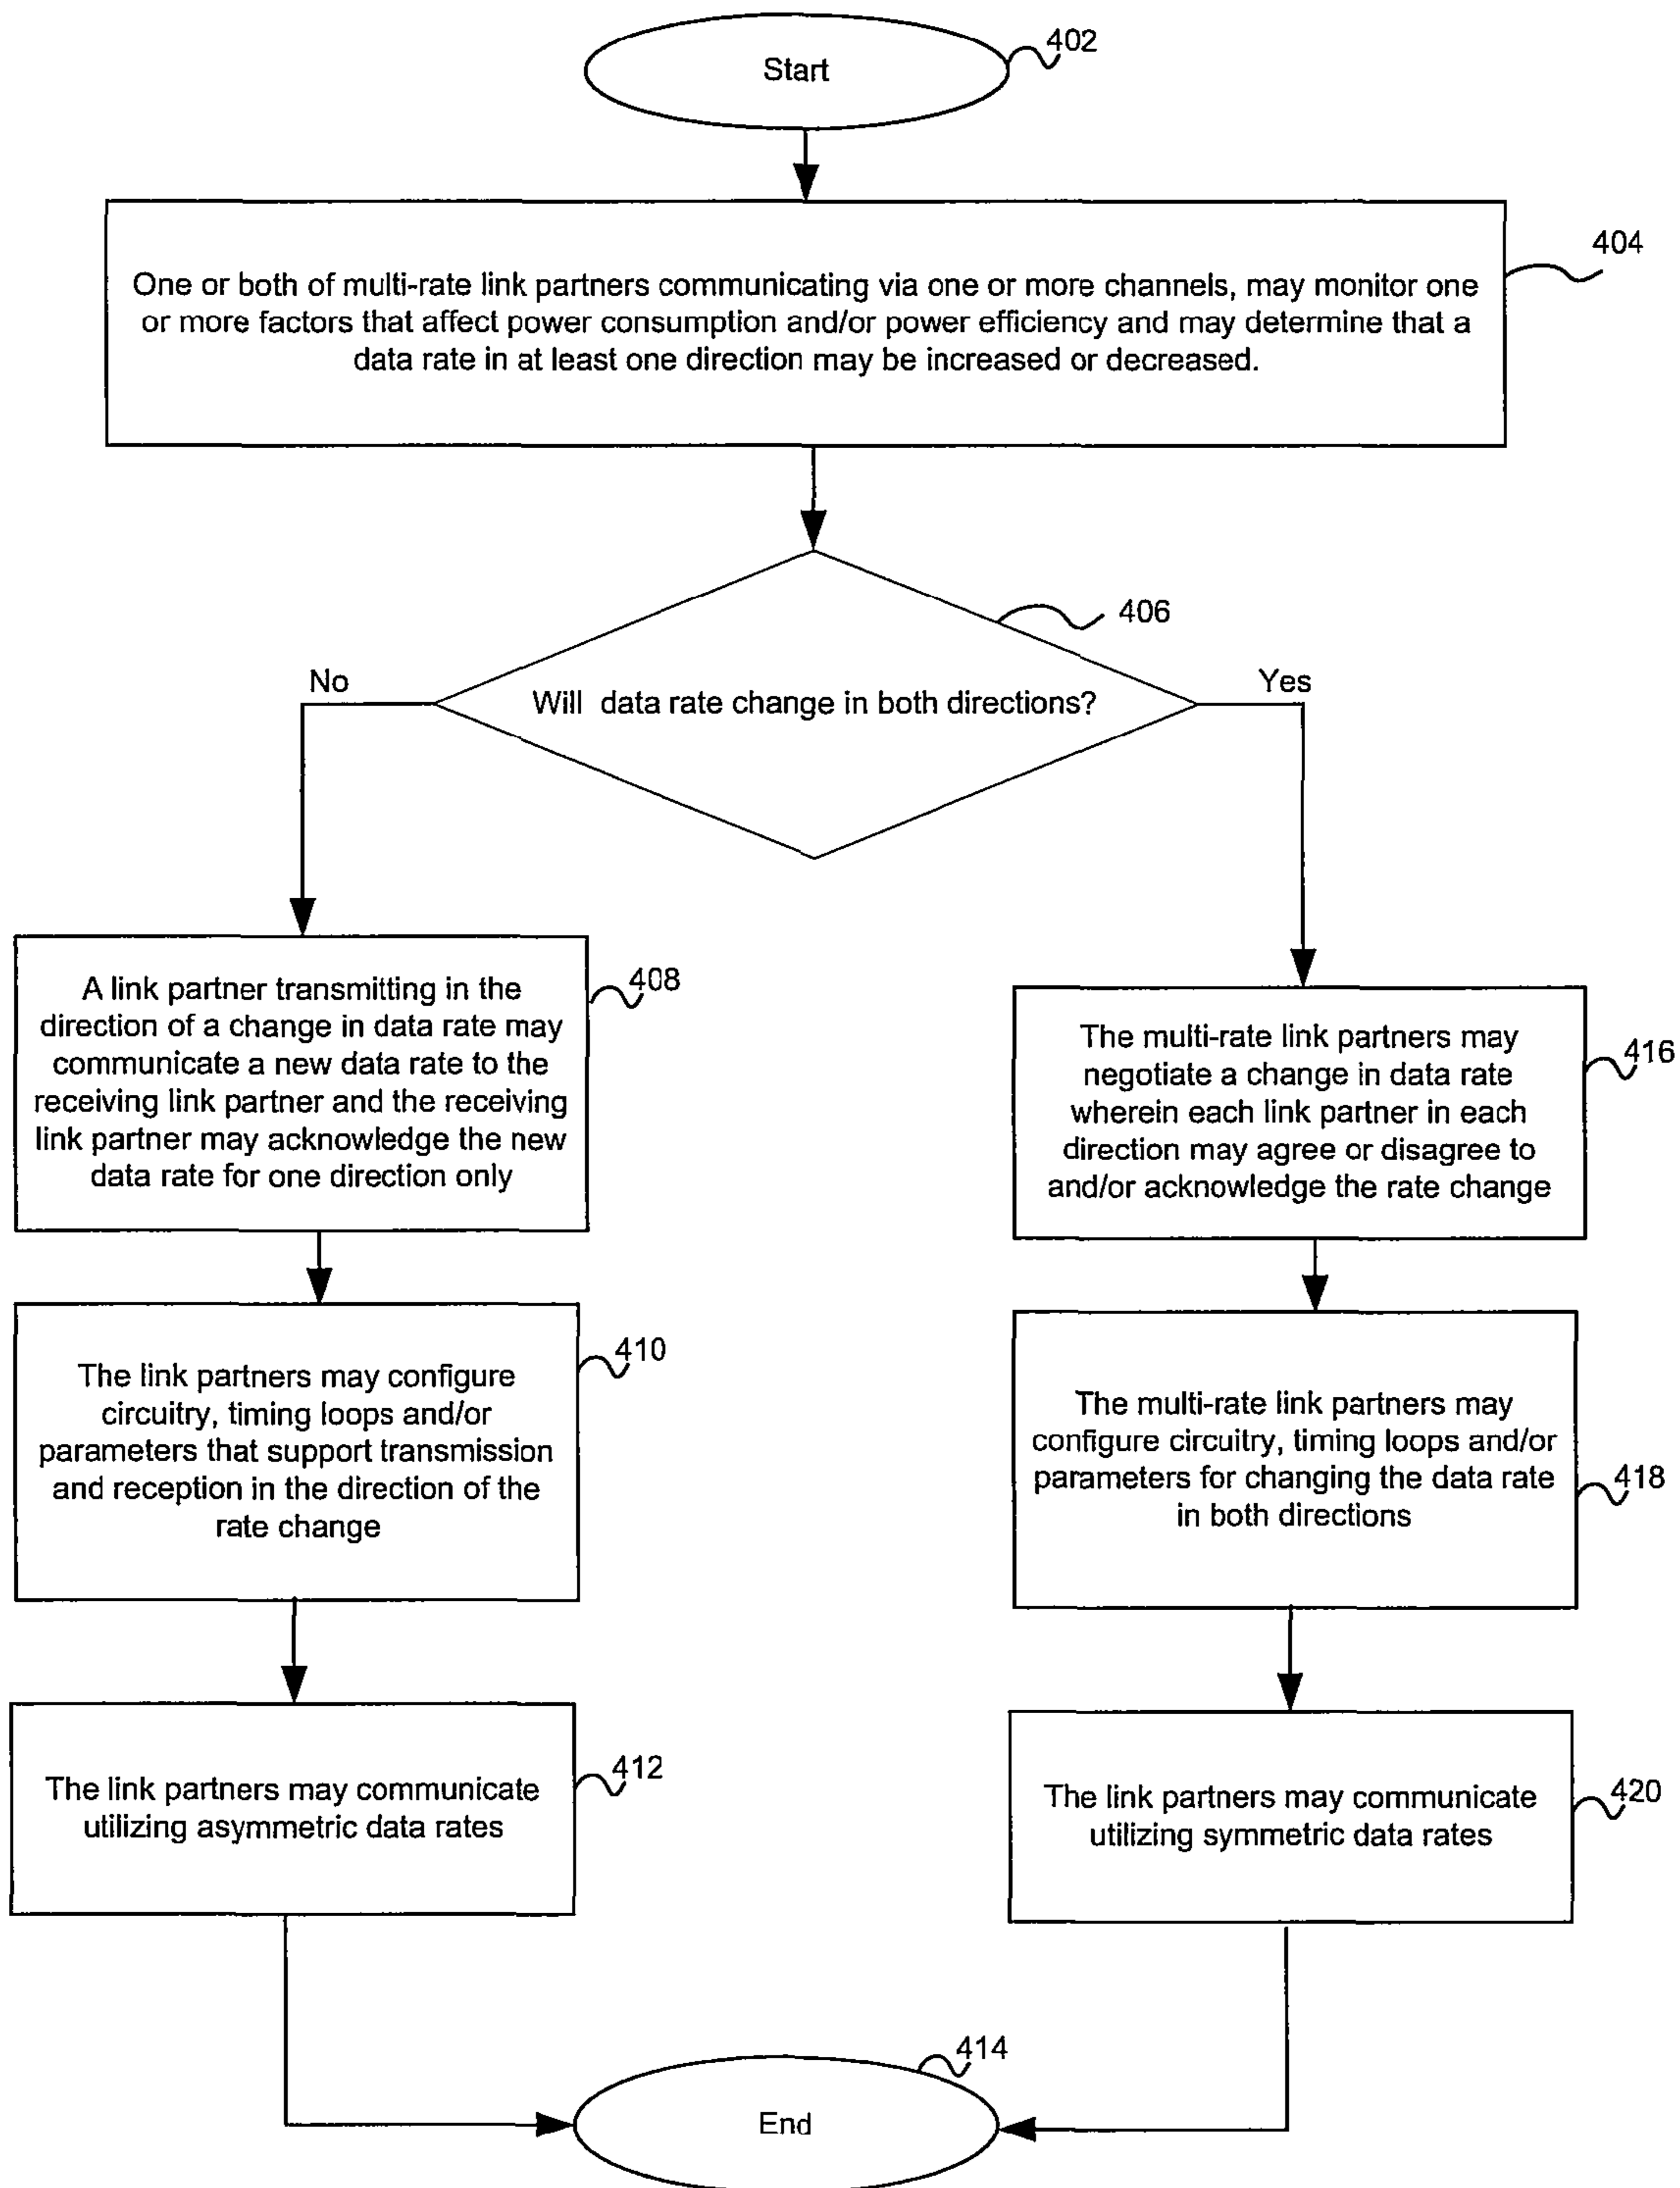 Start
402
One or both of multi-rate link partners communicating via one or more channels, may monitor one
or more factors that affect power consumption and/or power efficiency and may determine that a
data rate in at least one direction may be increased or decreased.
404
406
Will data rate change in both directions?
No
Yes
A link partner transmitting in the
direction of a change in data rate may
communicate a new data rate to the
receiving link partner and the receiving
link partner may acknowledge the new
data rate for one direction only
408
The link partners may configure
circuitry, timing loops and/or
parameters that support transmission
and reception in the direction of the
rate change
410
The link partners may communicate
utilizing asymmetric data rates
412
The multi-rate link partners may
negotiate a change in data rate
wherein each link partner in each
direction may agree or disagree to
and/or acknowledge the rate change
416
The multi-rate link partners may
configure circuitry, timing loops and/or
parameters for changing the data rate
in both directions
418
The link partners may communicate
utilizing symmetric data rates
420
414
End